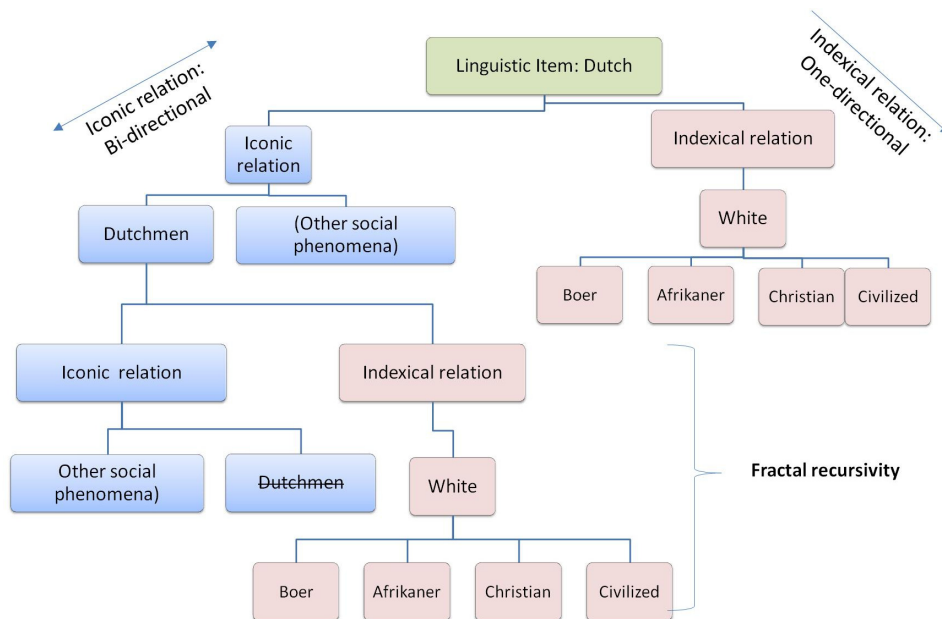 Iconic relation:
Bi-directional
Linguistic Item: Dutch
Indexical relation:
One-directional
Iconic
relation
Indexical relation
Dutchmen
(Other social
phenomena)
White
Boer
Afrikaner
Christian
Civilized
Iconic relation
Indexical relation
Other social
phenomena)
Dutchmen
White
Fractal recursivity
Boer
Afrikaner
Christian
Civilized